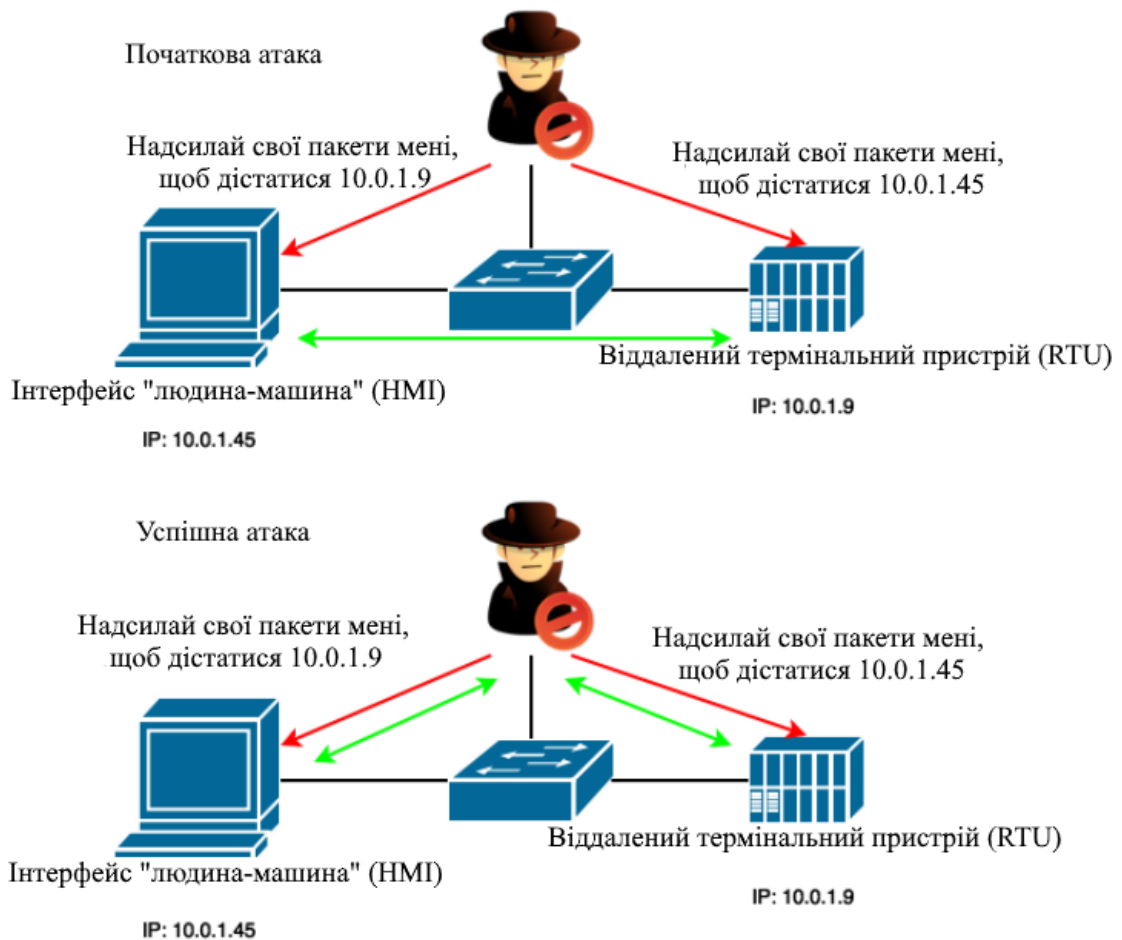 Початкова атака
Надсилай свої пакети мені,
щоб дістатися 10.0.1.9
Надсилай свої пакети мені,
щоб дістатися 10.0.1.45
Віддалений термінальний пристрій (RTU)
Інтерфейс "людина-машина" (HMI)
IP: 10.0.1.9
IP: 10.0.1.45
Успішна атака
Надсилай свої пакети мені,
щоб дістатися 10.0.1.9
Надсилай свої пакети мені,
щоб дістатися 10.0.1.45
Віддалений термінальний пристрій (RTU)
Інтерфейс "людина-машина" (HMI)
IP: 10.0.1.9
IP: 10.0.1.45